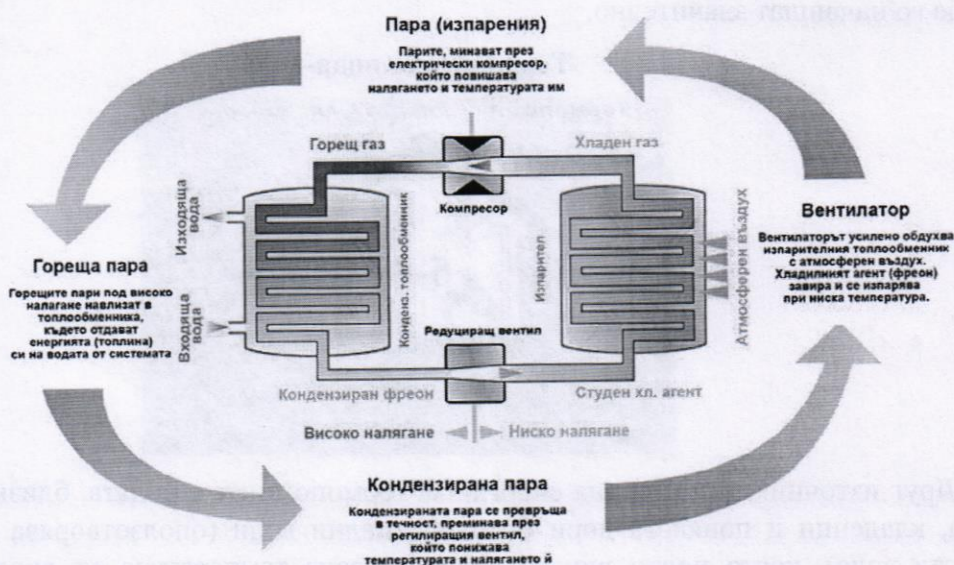 Пара (изпарения)
Парите, минават през
електрически компресор,
който повишава
налягането и температурата им
Горещ газ
Хладен газ
Компресор
Изходяща
вода
Входяща
вода
Конденз. топлообменник
Изпарител
Атмосферен въздух
Вентилатор
Вентилаторът усилено обдухва
изпарителния топлообменник
с атмосферен въздух.
Хладилният агент (фреон)
завира и се изпарява
при ниска температура.
Гореща пара
Горещите пари под високо
налагане навлизат в
топлообменника,
където отдават
енергията (топлина)
си на водата от системата
Редуциращ вентил
Кондензиран фреон
Студен хл. агент
Високо налягане
Ниско налягане
Кондензирана пара
Кондензираната пара се превръща
в течност, преминава през
регилиращия вентил,
който понижава
температурата и налягането й